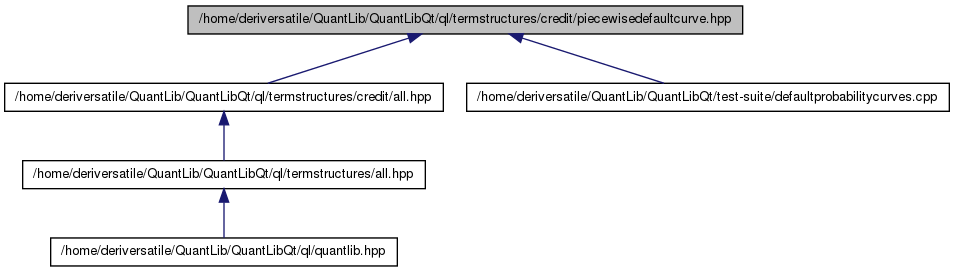 /home/deriversatile/QuantLib/QuantLibQt/ql/termstructures/credit/piecewisedefaultcurve.hpp
/home/deriversatile/QuantLib/QuantLibQt/ql/termstructures/credit/all.hpp
/home/deriversatile/QuantLib/QuantLibQt/test-suite/defaultprobabilitycurves.cpp
/home/deriversatile/QuantLib/QuantLibQt/ql/termstructures/all.hpp
/home/deriversatile/QuantLib/QuantLibQt/ql/quantlib.hpp